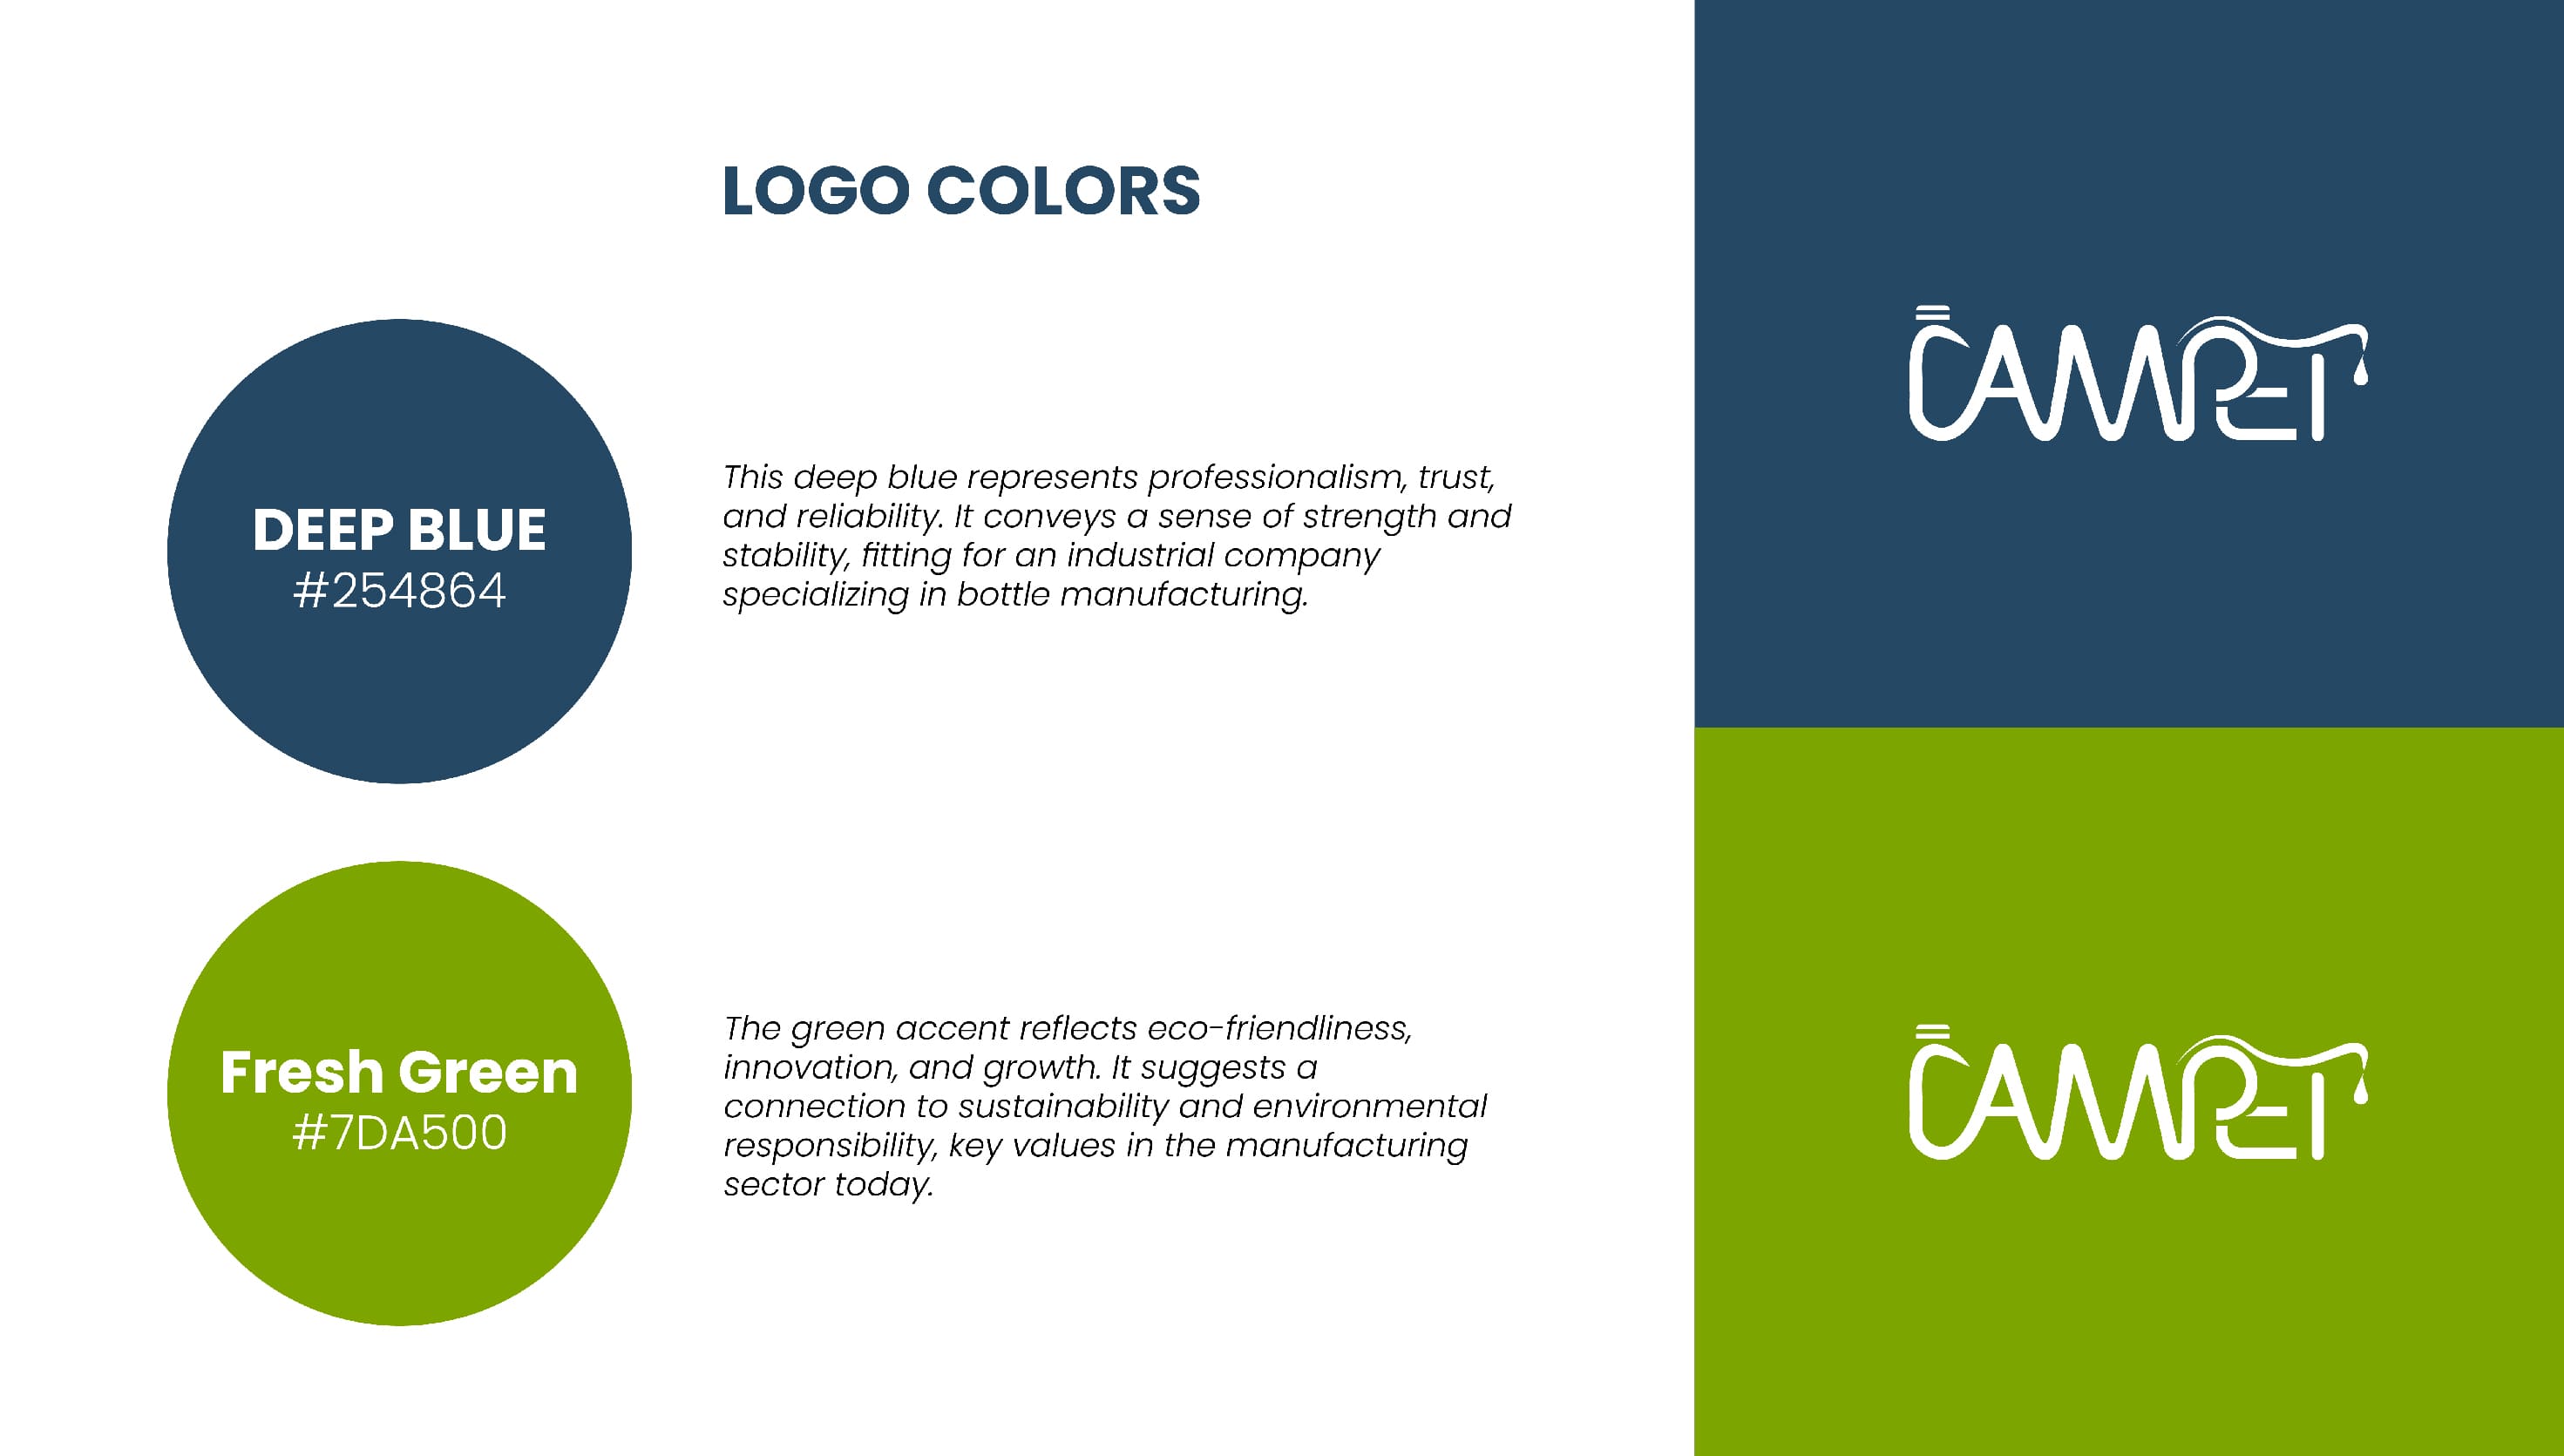 LOGO COLORS
DEEP BLUE
#254864
This deep blue represents professionalism, trust,
and reliability. It conveys a sense of strength and
stability, fitting for an industrial company
specializing in bottle manufacturing.
Fresh Green
#7DA500
The green accent reflects eco-friendliness,
innovation, and growth. It suggests a
connection to sustainability and environmental
responsibility, key values in the manufacturing
sector today.
CAMPET
CAMPET